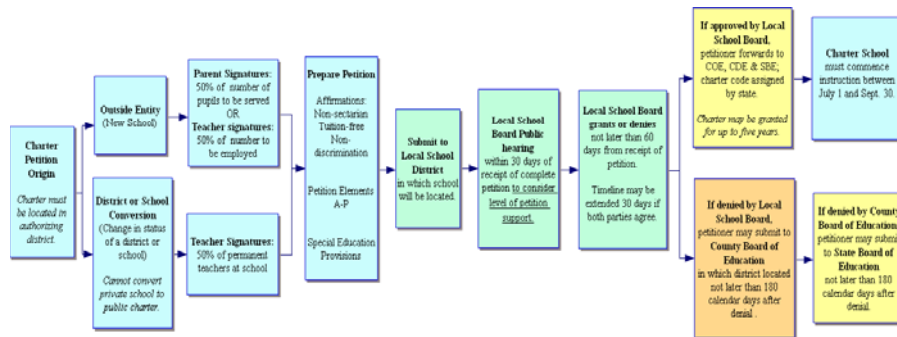 Charter
Petition
Origin
Charter must
be located in
authorizing
district.
Outside Entity
(New School)
District or School
Conversion
(Change in status
of a district or
school)
Cannot convert
private school to
public charter.
Parent Signatures:
50% of number of
pupils to be served
OR
Teacher signatures:
50% of number to
be employed
Teacher Signatures:
50% of permanent
teachers at school
Prepare Petition
Affirmations:
Non-sectarian
Tuition-free
Non-
discrimination
Petition Elements
A-P
Special Education
Provisions
Submit to
Local School
District
in which school
will be located.
Local School
Board Public
hearing
within 30 days of
receipt of complete
petition to consider
level of petition
support.
Local School Board
grants or denies
not later than 60
days from receipt of
petition.
Timeline may be
extended 30 days if
both parties agree.
If approved by Local
School Board,
petitioner forwards to
COE, CDE & SBE;
charter code assigned
by state.
Charter may be granted
for up to five years.
Charter School
must commence
instruction between
July 1 and Sept. 30.
If denied by Local
School Board,
petitioner may submit to
County Board of
Education
in which district located
not later than 180
calendar days after
denial .
If denied by County
Board of Education,
petitioner may submit
to State Board of
Education
not later than 180
calendar days after
denial.